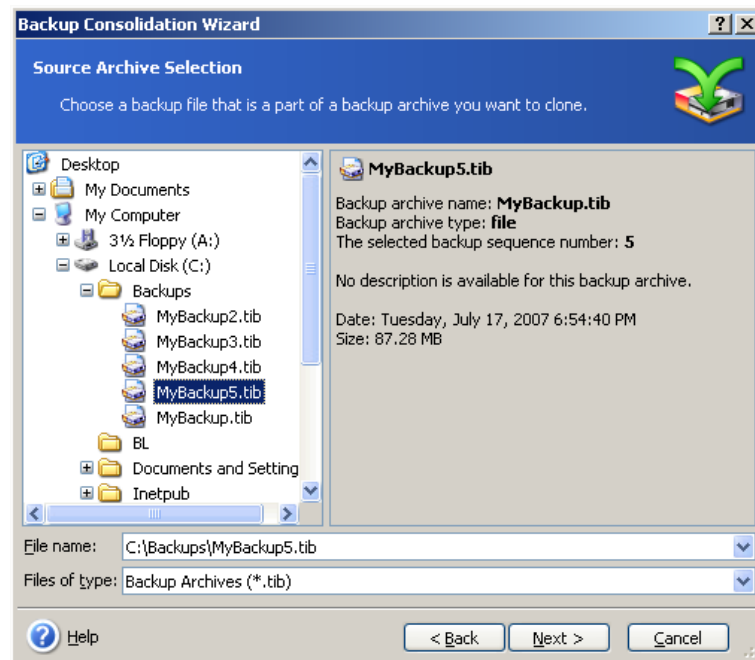 Backup Consolidation Wizard
Source Archive Selection
Choose a backup file that is a part of a backup archive you want to clone.
Desktop
My Documents
My Computer
3½ Floppy (A:)
Local Disk (C:)
Backups
MyBackup2.tib
MyBackup3.tib
MyBackup4.tib
MyBackup5.tib
MyBackup.tib
BL
Documents and Setting
Inetpub
MyBackup5.tib
Backup archive name: MyBackup.tib
Backup archive type: file
The selected backup sequence number: 5
No description is available for this backup archive.
Date: Tuesday, July 17, 2007 6:54:40 PM
Size: 87.28 MB
File name: C:\Backups\MyBackup5.tib
Files of type: Backup Archives (*.tib)
Help
< Back
Next >
Cancel